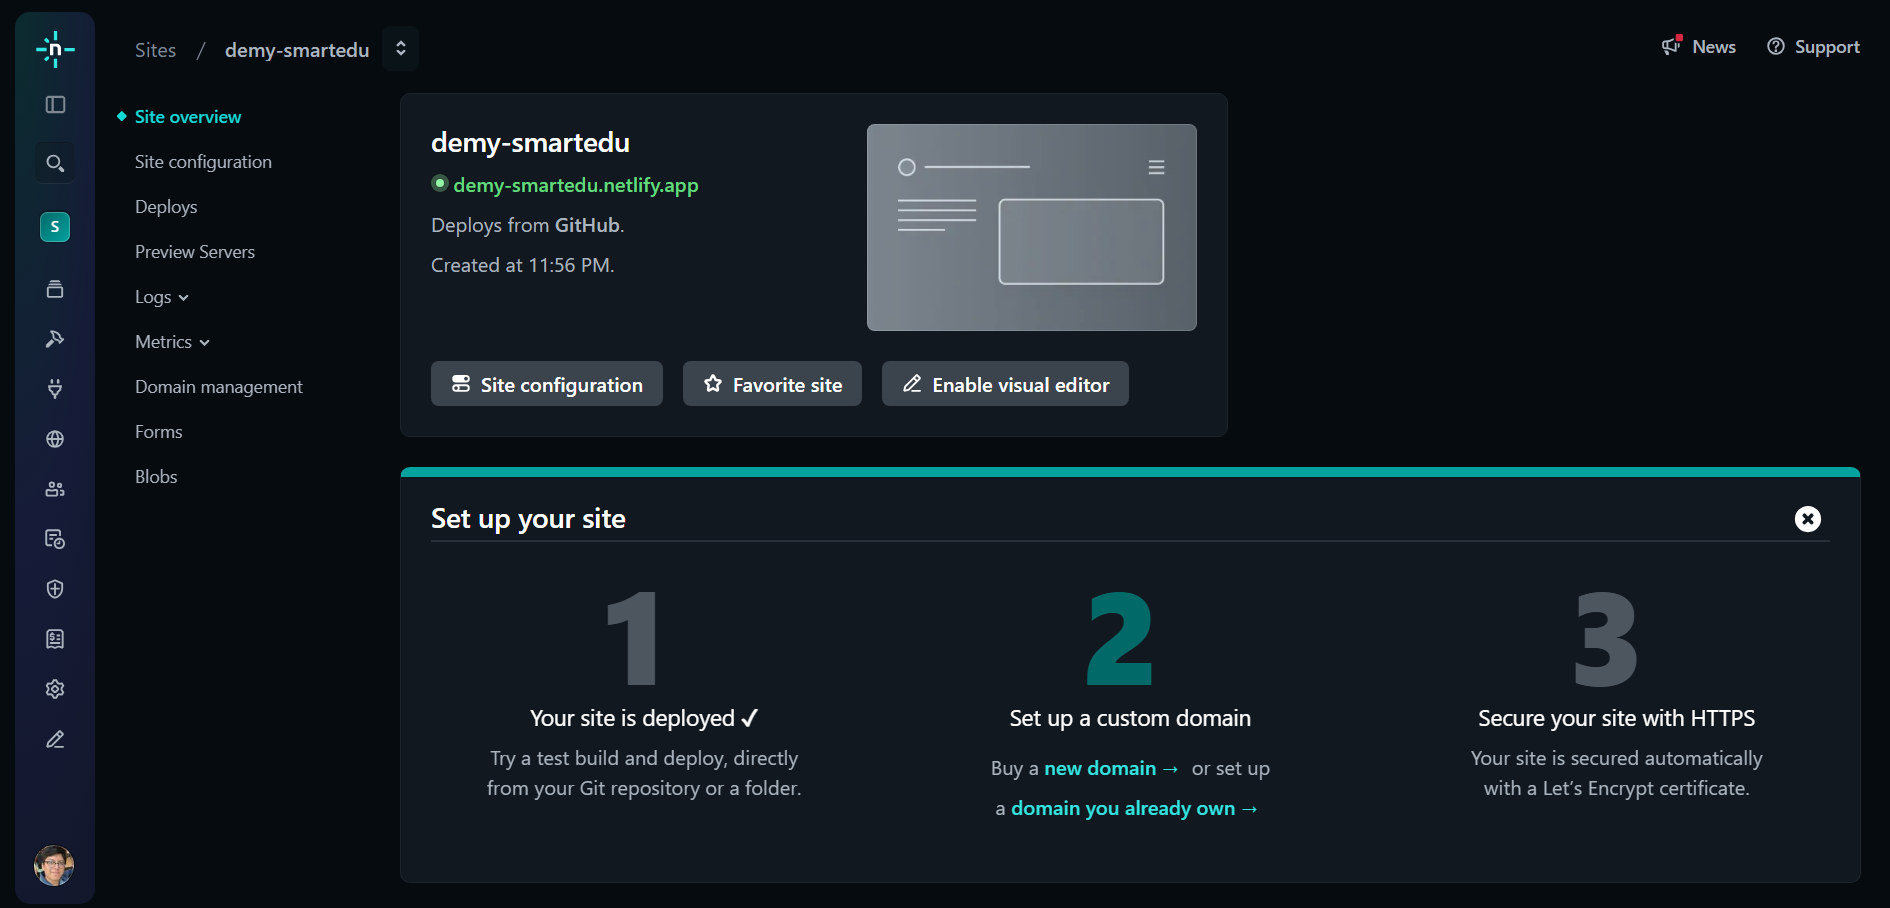 n
Sites / demy-smartedu
News
Support
S
Site overview
Site configuration
Deploys
Preview Servers
Logs
Metrics
Domain management
Forms
Blobs
demy-smartedu
demy-smartedu.netlify.app
Deploys from GitHub.
Created at 11:56 PM.
Site configuration
Favorite site
Enable visual editor
Set up your site
1
Your site is deployed ✓
Try a test build and deploy, directly
from your Git repository or a folder.
2
Set up a custom domain
Buy a new domain → or set up
a domain you already own →
3
Secure your site with HTTPS
Your site is secured automatically
with a Let’s Encrypt certificate.